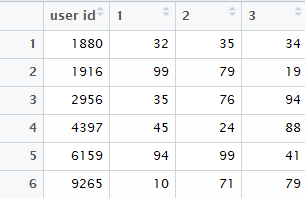 user id 1 2 3
1 1880 32 35 34
2 1916 99 79 19
3 2956 35 76 94
4 4397 45 24 88
5 6159 94 99 41
6 9265 10 71 79